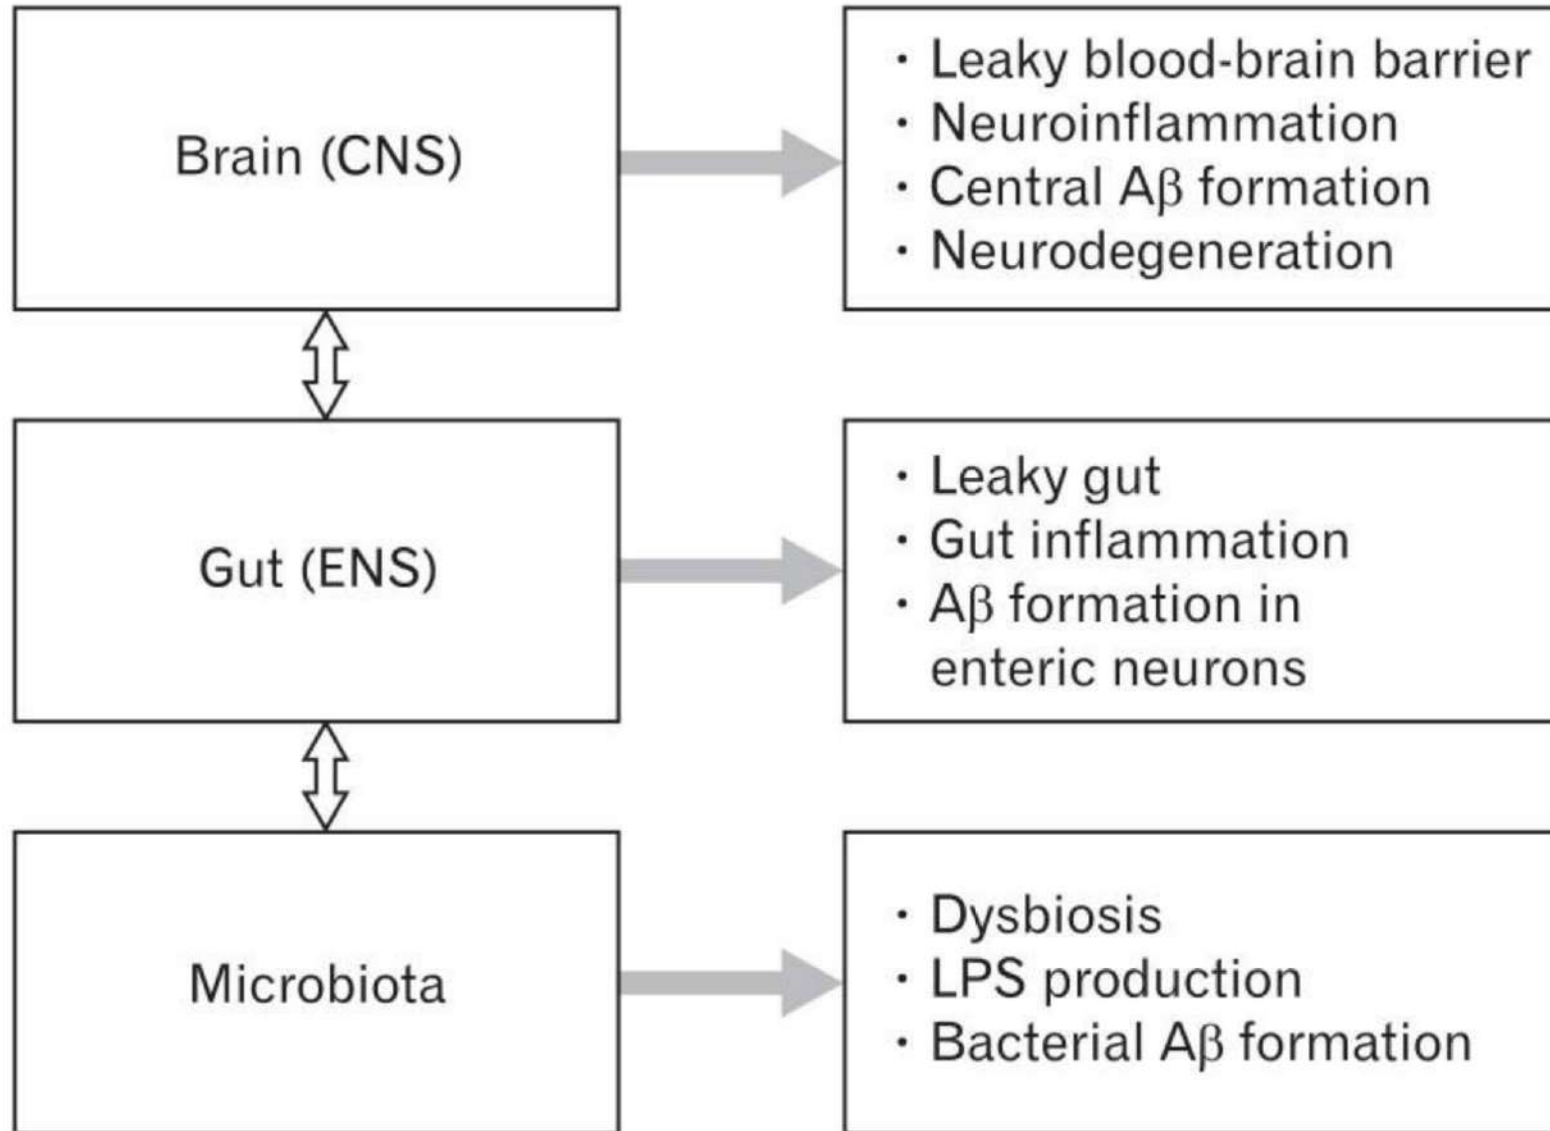 Brain (CNS)
· Leaky blood-brain barrier
· Neuroinflammation
· Central Aβ formation
· Neurodegeneration
Gut (ENS)
· Leaky gut
· Gut inflammation
· Aβ formation in
enteric neurons
Microbiota
· Dysbiosis
· LPS production
· Bacterial Aβ formation